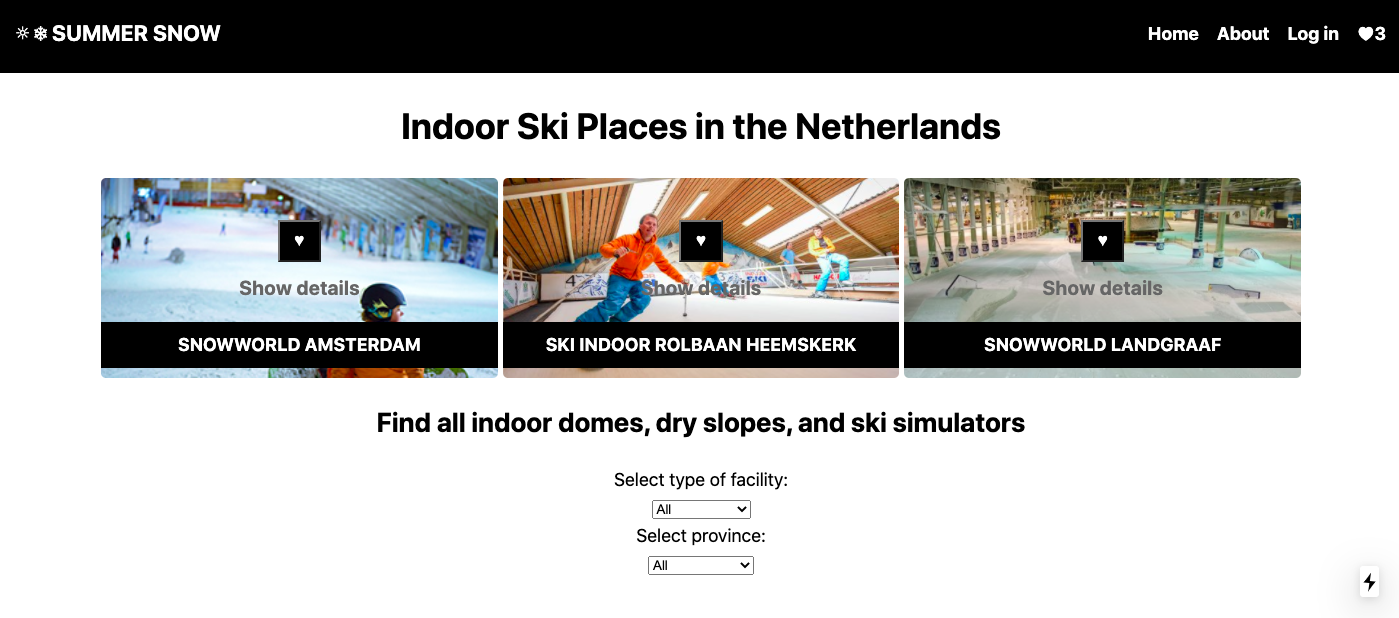 ☼❄ SUMMER SNOW
Home About Log in ♥3
Indoor Ski Places in the Netherlands
♥ ♥ ♥
Show details Show details Show details
SNOWWORLD AMSTERDAM SKI INDOOR ROLBAAN HEEMSKERK SNOWWORLD LANDGRAAF
Find all indoor domes, dry slopes, and ski simulators
Select type of facility:
All
Select province:
All